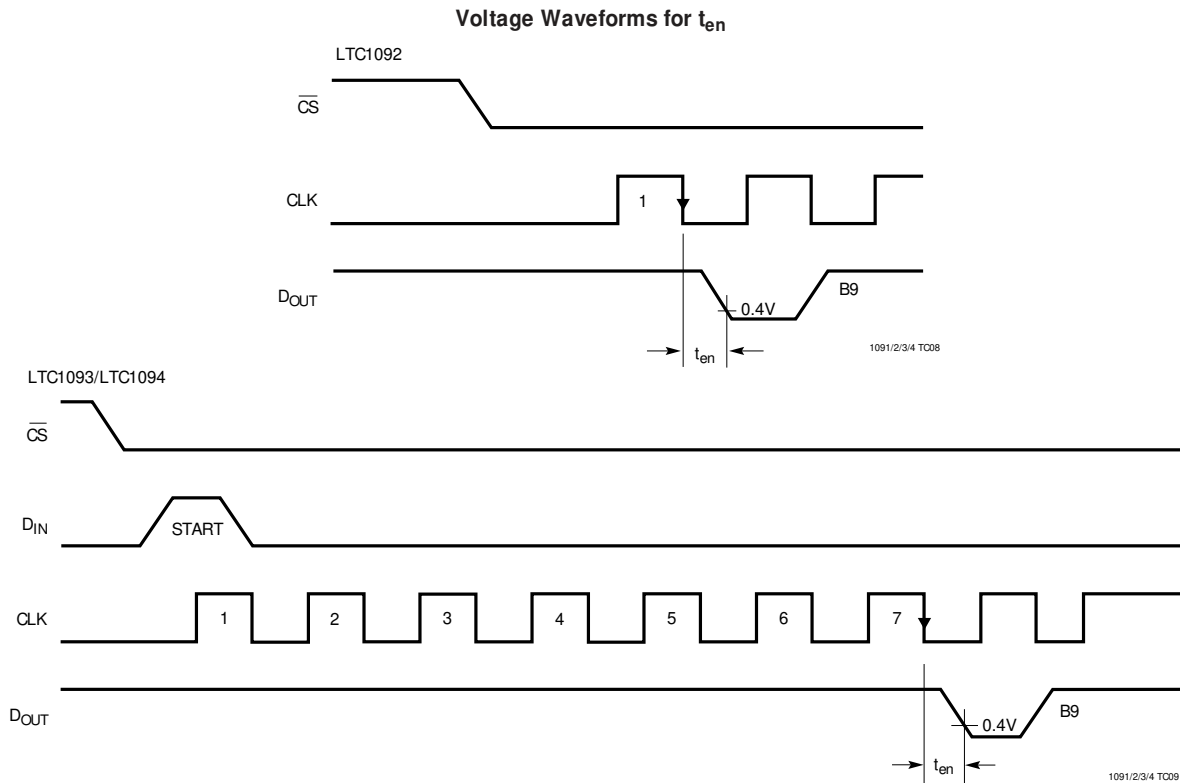 Voltage Waveforms for ten
LTC1092
CS
CLK
1
DOUT
B9
0.4V
ten
1091/2/3/4 TC08
LTC1093/LTC1094
CS
DIN
START
CLK
1 2 3 4 5 6 7
DOUT
B9
0.4V
ten
1091/2/3/4 TC09